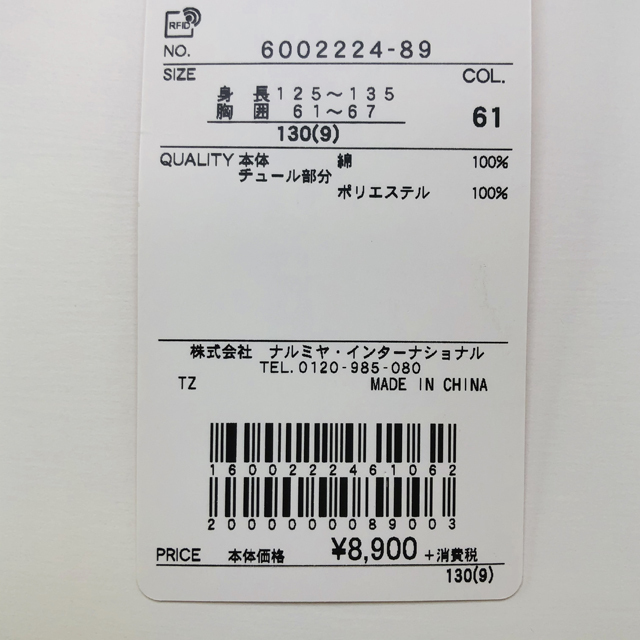 RFID
NO. 6002224-89
SIZE COL.
身長 125～135
胸囲 61～67 61
130(9)
QUALITY 本体 綿 100%
チュール部分
ポリエステル 100%
株式会社 ナルミヤ・インターナショナル
TEL.0120-985-080
TZ MADE IN CHINA
1600222461062
2000000089003
PRICE 本体価格 ¥8,900 +消費税
130(9)